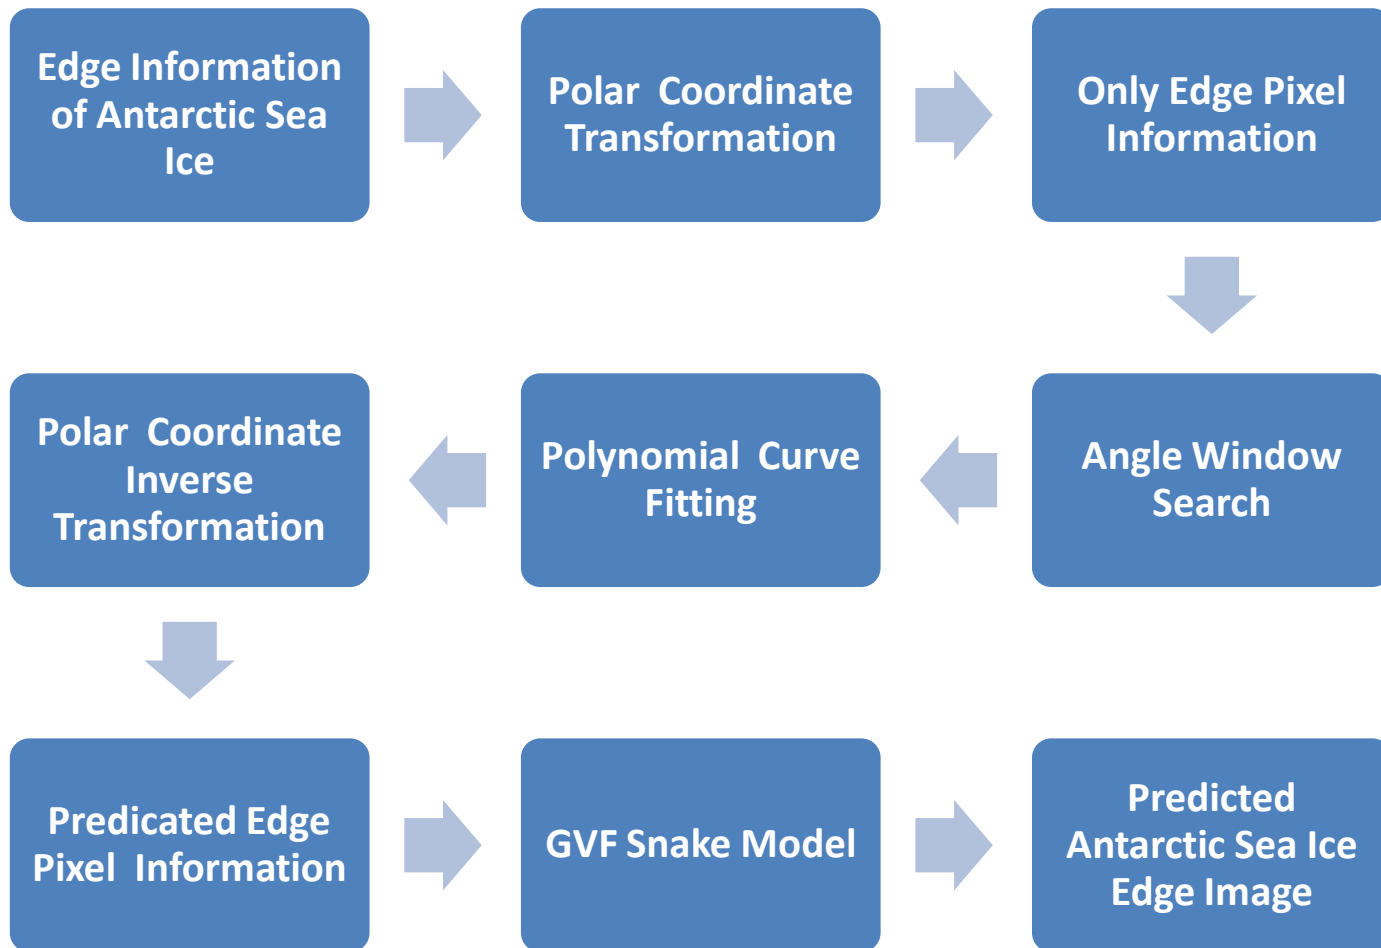 Edge Information
of Antarctic Sea
Ice
Polar Coordinate
Transformation
Only Edge Pixel
Information
Angle Window
Search
Polynomial Curve
Fitting
Polar Coordinate
Inverse
Transformation
Predicated Edge
Pixel Information
GVF Snake Model
Predicted
Antarctic Sea Ice
Edge Image